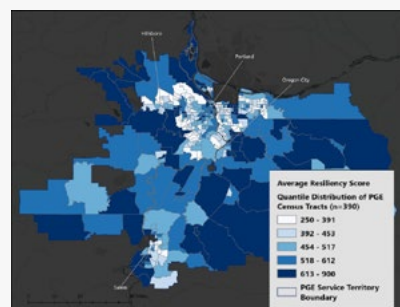 Hillsboro
Portland
Oregon City
Salem
Average Resiliency Score
Quantile Distribution of PGE
Census Tracts (n=390)
250 - 391
392 - 453
454 - 517
518 - 612
613 - 900
PGE Service Territory
Boundary